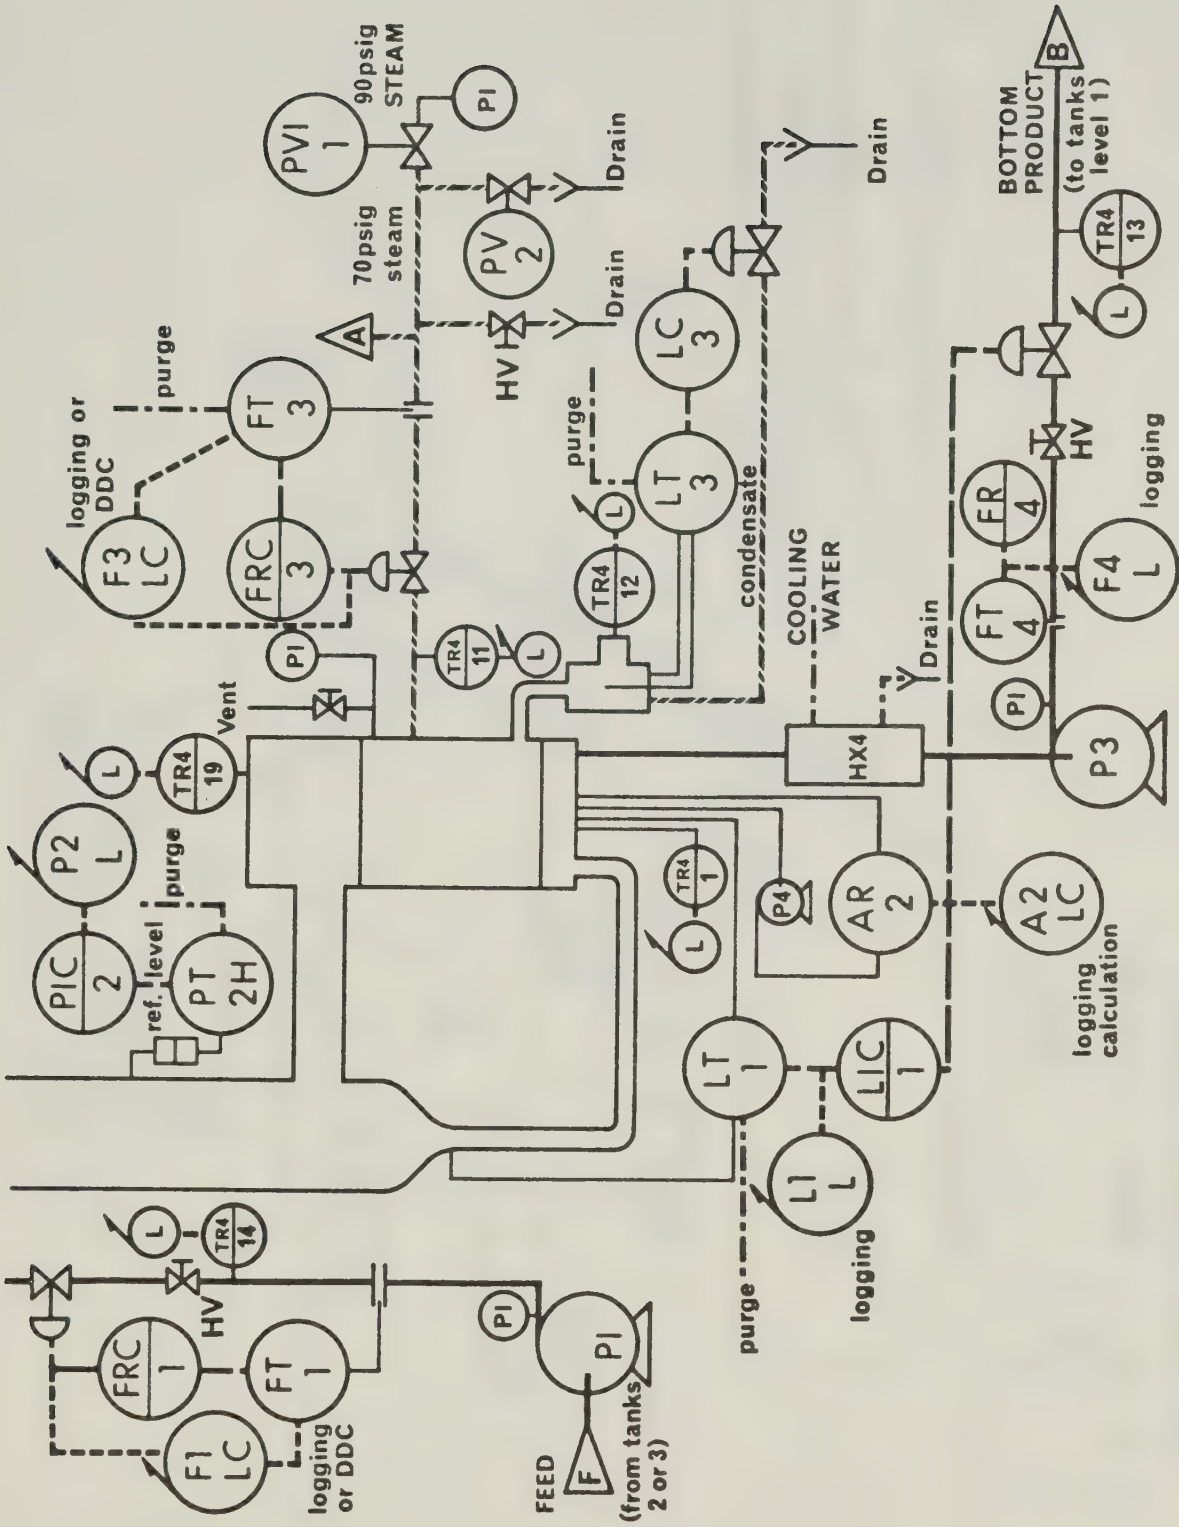 FRC
1
HV
L
TR4
14
F1
LC
FT
1
logging
or DDC
FEED
F
(from tanks
2 or 3)
PI
PI
PIC
2
P2
L
ref. level
purge
PT
2H
L
TR4
19
Vent
PI
F3
LC
logging or
DDC
FRC
3
FT
3
purge
A
70psig
steam
90psig
STEAM
PVI
1
PI
PV
2
HV
Drain
Drain
TR4
11
L
TR4
12
L
purge
LT
3
LC
3
condensate
Drain
LT
1
purge
L1
L
logging
LIC
1
TR4
1
L
P4
AR
2
A2
LC
logging
calculation
COOLING
WATER
HX4
Drain
PI
P3
FT
4
FR
4
F4
L
logging
HV
TR4
13
L
BOTTOM
PRODUCT
(to tanks
level 1)
B